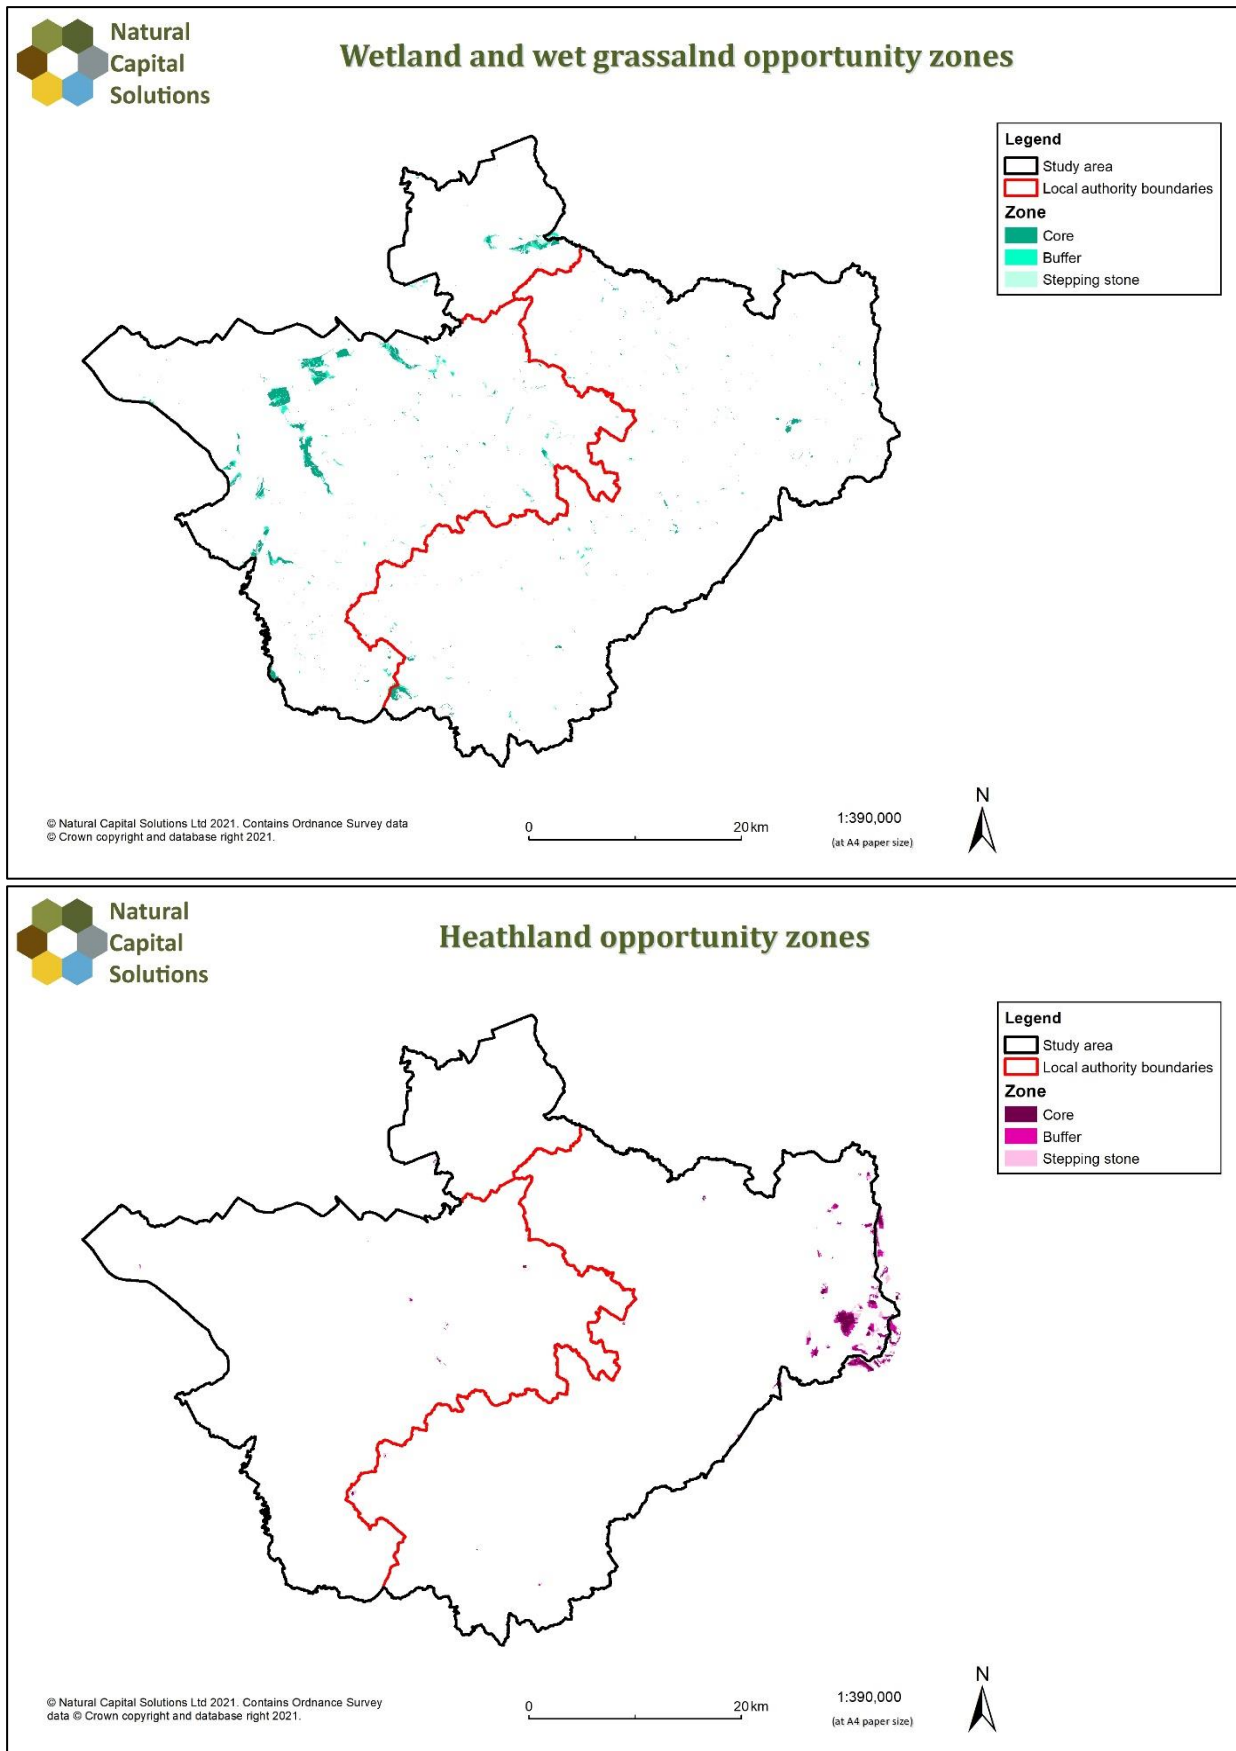 Natural
Capital
Solutions
Wetland and wet grassalnd opportunity zones
Legend
Study area
Local authority boundaries
Zone
Core
Buffer
Stepping stone
© Natural Capital Solutions Ltd 2021. Contains Ordnance Survey data
© Crown copyright and database right 2021.
0 20 km
1:390,000
(at A4 paper size)
N
Natural
Capital
Solutions
Heathland opportunity zones
Legend
Study area
Local authority boundaries
Zone
Core
Buffer
Stepping stone
© Natural Capital Solutions Ltd 2021. Contains Ordnance Survey
data © Crown copyright and database right 2021.
0 20 km
1:390,000
(at A4 paper size)
N